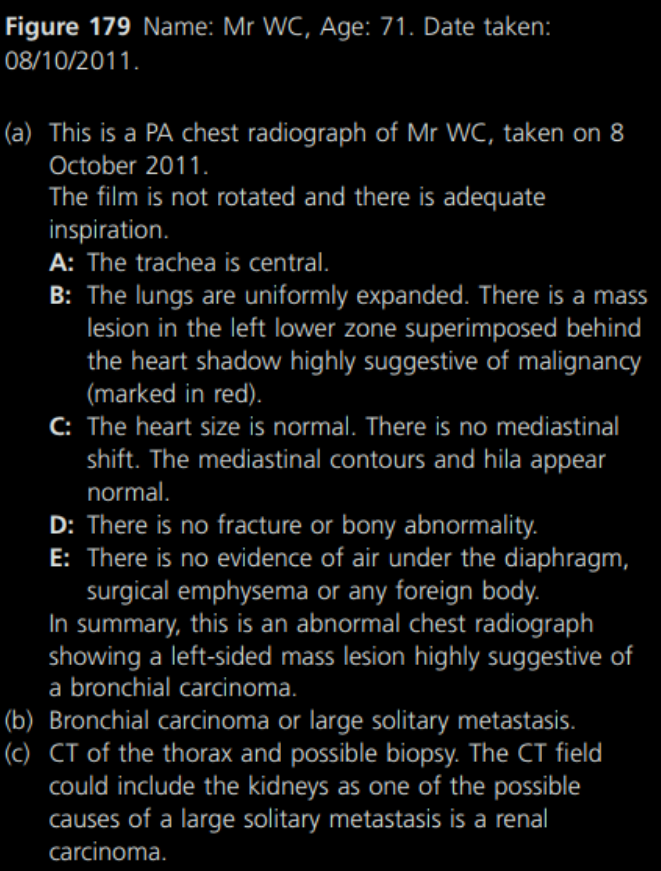 Figure 179 Name: Mr WC, Age: 71. Date taken:
08/10/2011.
(a) This is a PA chest radiograph of Mr WC, taken on 8
October 2011.
The film is not rotated and there is adequate
inspiration.
A: The trachea is central.
B: The lungs are uniformly expanded. There is a mass
lesion in the left lower zone superimposed behind
the heart shadow highly suggestive of malignancy
(marked in red).
C: The heart size is normal. There is no mediastinal
shift. The mediastinal contours and hila appear
normal.
D: There is no fracture or bony abnormality.
E: There is no evidence of air under the diaphragm,
surgical emphysema or any foreign body.
In summary, this is an abnormal chest radiograph
showing a left-sided mass lesion highly suggestive of
a bronchial carcinoma.
(b) Bronchial carcinoma or large solitary metastasis.
(c) CT of the thorax and possible biopsy. The CT field
could include the kidneys as one of the possible
causes of a large solitary metastasis is a renal
carcinoma.